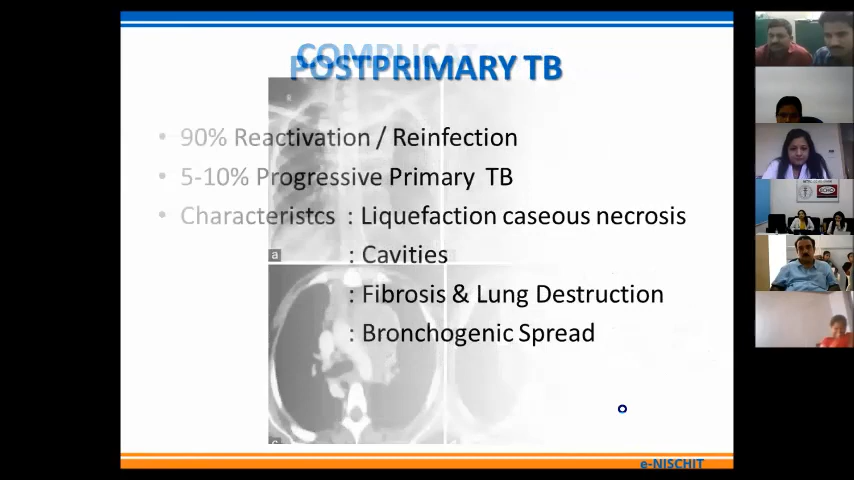 COMPLICAT
POSTPRIMARY TB
• 90% Reactivation / Reinfection
• 5-10% Progressive Primary TB
• Characteristcs : Liquefaction caseous necrosis
: Cavities
: Fibrosis & Lung Destruction
: Bronchogenic Spread
a
c
e-NISCHIT